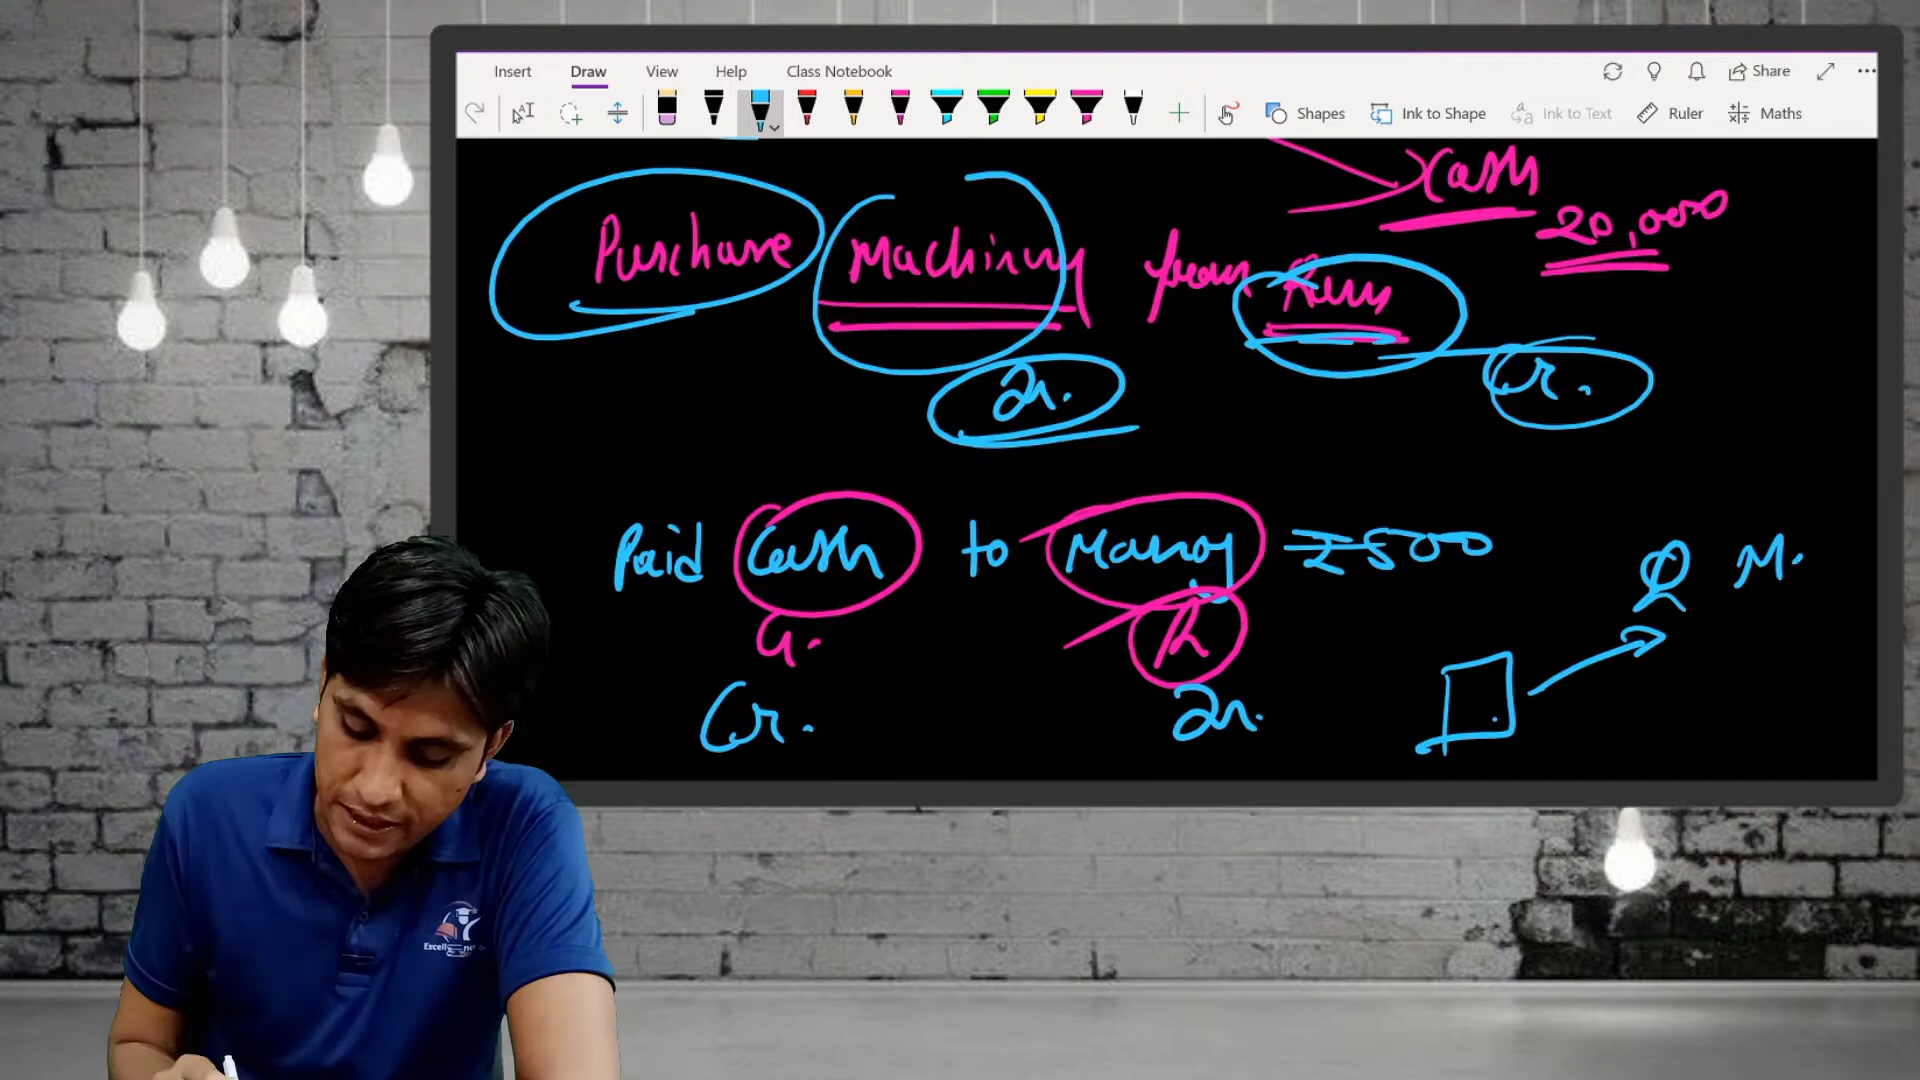 Insert Draw View Help Class Notebook Share
Shapes Ink to Shape Ink to Text Ruler Maths
Cash
20,000
Purchase Machinery from
Dr. Cr.
Paid Cash to Manoj ₹500 M.
Cr. Dr.